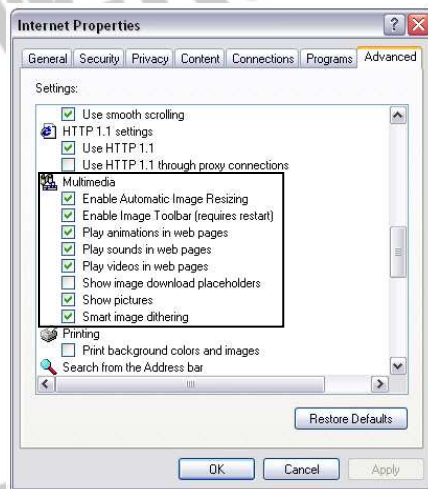 Internet Properties
General Security Privacy Content Connections Programs Advanced
Settings:
Use smooth scrolling
HTTP 1.1 settings
Use HTTP 1.1
Use HTTP 1.1 through proxy connections
Multimedia
Enable Automatic Image Resizing
Enable Image Toolbar (requires restart)
Play animations in web pages
Play sounds in web pages
Play videos in web pages
Show image download placeholders
Show pictures
Smart image dithering
Printing
Print background colors and images
Search from the Address bar
Restore Defaults
OK Cancel Apply